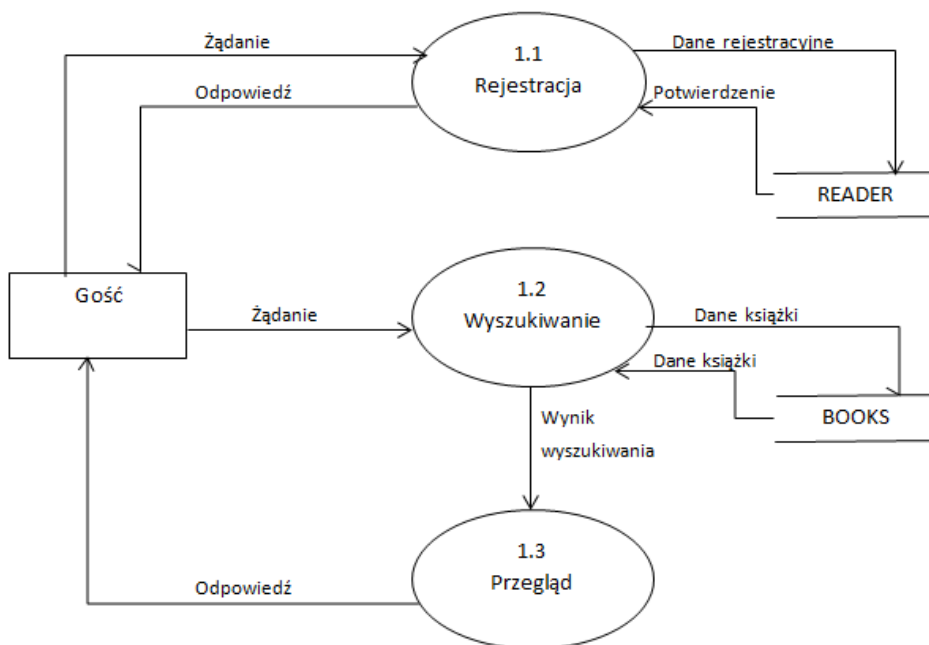 Żądanie
1.1
Rejestracja
Dane rejestracyjne
Odpowiedź
Potwierdzenie
READER
Gość
Żądanie
1.2
Wyszukiwanie
Dane książki
Dane książki
BOOKS
Wynik
wyszukiwania
1.3
Przegląd
Odpowiedź